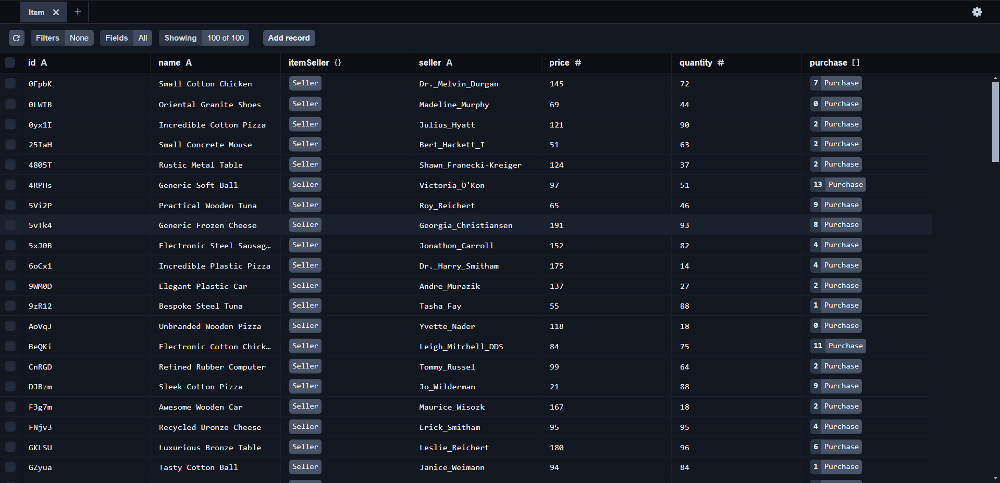 Item
Filters None Fields All Showing 100 of 100 Add record
id A name A itemSeller {} seller A price # quantity # purchase []
0FpbK Small Cotton Chicken Seller Dr._Melvin_Durgan 145 72 7 Purchase
0LWIB Oriental Granite Shoes Seller Madeline_Murphy 69 44 0 Purchase
0yx1I Incredible Cotton Pizza Seller Julius_Hyatt 121 90 2 Purchase
25IaH Small Concrete Mouse Seller Bert_Hackett_I 51 63 2 Purchase
4805T Rustic Metal Table Seller Shawn_Franecki-Kreiger 124 37 2 Purchase
4RPHs Generic Soft Ball Seller Victoria_O'Kon 97 51 13 Purchase
5Vi2P Practical Wooden Tuna Seller Roy_Reichert 65 46 9 Purchase
5vTk4 Generic Frozen Cheese Seller Georgia_Christiansen 191 93 8 Purchase
5xJ0B Electronic Steel Sausag… Seller Jonathon_Carroll 152 82 4 Purchase
6oCx1 Incredible Plastic Pizza Seller Dr._Harry_Smitham 175 14 4 Purchase
9WM0D Elegant Plastic Car Seller Andre_Murazik 137 27 2 Purchase
9zR12 Bespoke Steel Tuna Seller Tasha_Fay 55 88 1 Purchase
AoVqJ Unbranded Wooden Pizza Seller Yvette_Nader 118 18 0 Purchase
BeQKi Electronic Cotton Chick… Seller Leigh_Mitchell_DDS 84 75 11 Purchase
CnRGD Refined Rubber Computer Seller Tommy_Russel 99 64 2 Purchase
DJBzm Sleek Cotton Pizza Seller Jo_Wilderman 21 88 9 Purchase
F3g7m Awesome Wooden Car Seller Maurice_Wisozk 167 18 2 Purchase
FNjv3 Recycled Bronze Cheese Seller Erick_Smitham 95 95 4 Purchase
GKLSU Luxurious Bronze Table Seller Leslie_Reichert 180 96 6 Purchase
GZyua Tasty Cotton Ball Seller Janice_Weimann 94 84 1 Purchase